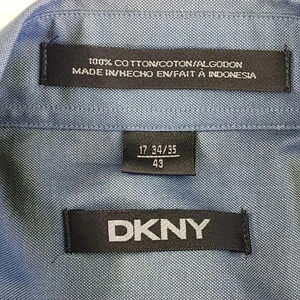 100% COTTON/COTON/ALGODON
MADE IN/HECHO EN/FAIT À INDONESIA
17 34/35
43
DKNY